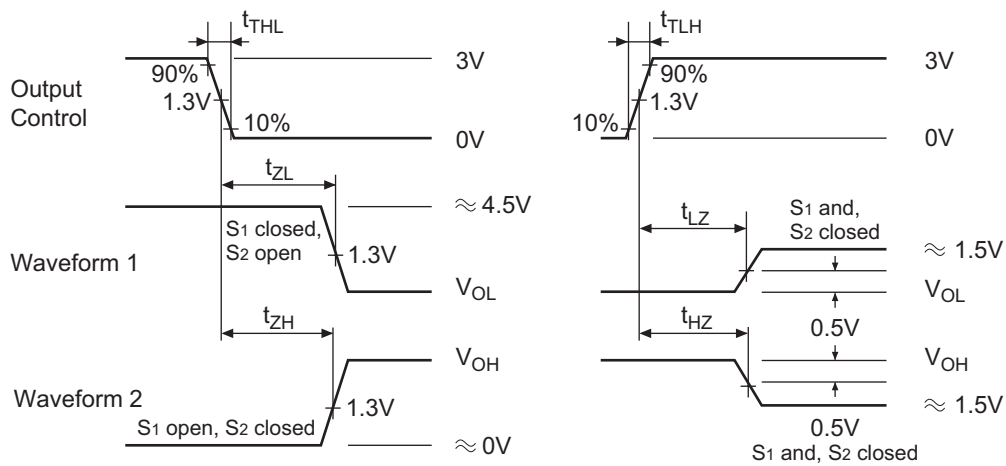 tTHL
tTLH
3V
90%
1.3V
10%
0V
Output
Control
3V
90%
1.3V
10%
0V
tZL
≈ 4.5V
S1 closed,
S2 open
1.3V
VOL
Waveform 1
tLZ
S1 and,
S2 closed
≈ 1.5V
VOL
0.5V
tZH
VOH
1.3V
Waveform 2
S1 open, S2 closed
≈ 0V
tHZ
VOH
≈ 1.5V
0.5V
S1 and, S2 closed